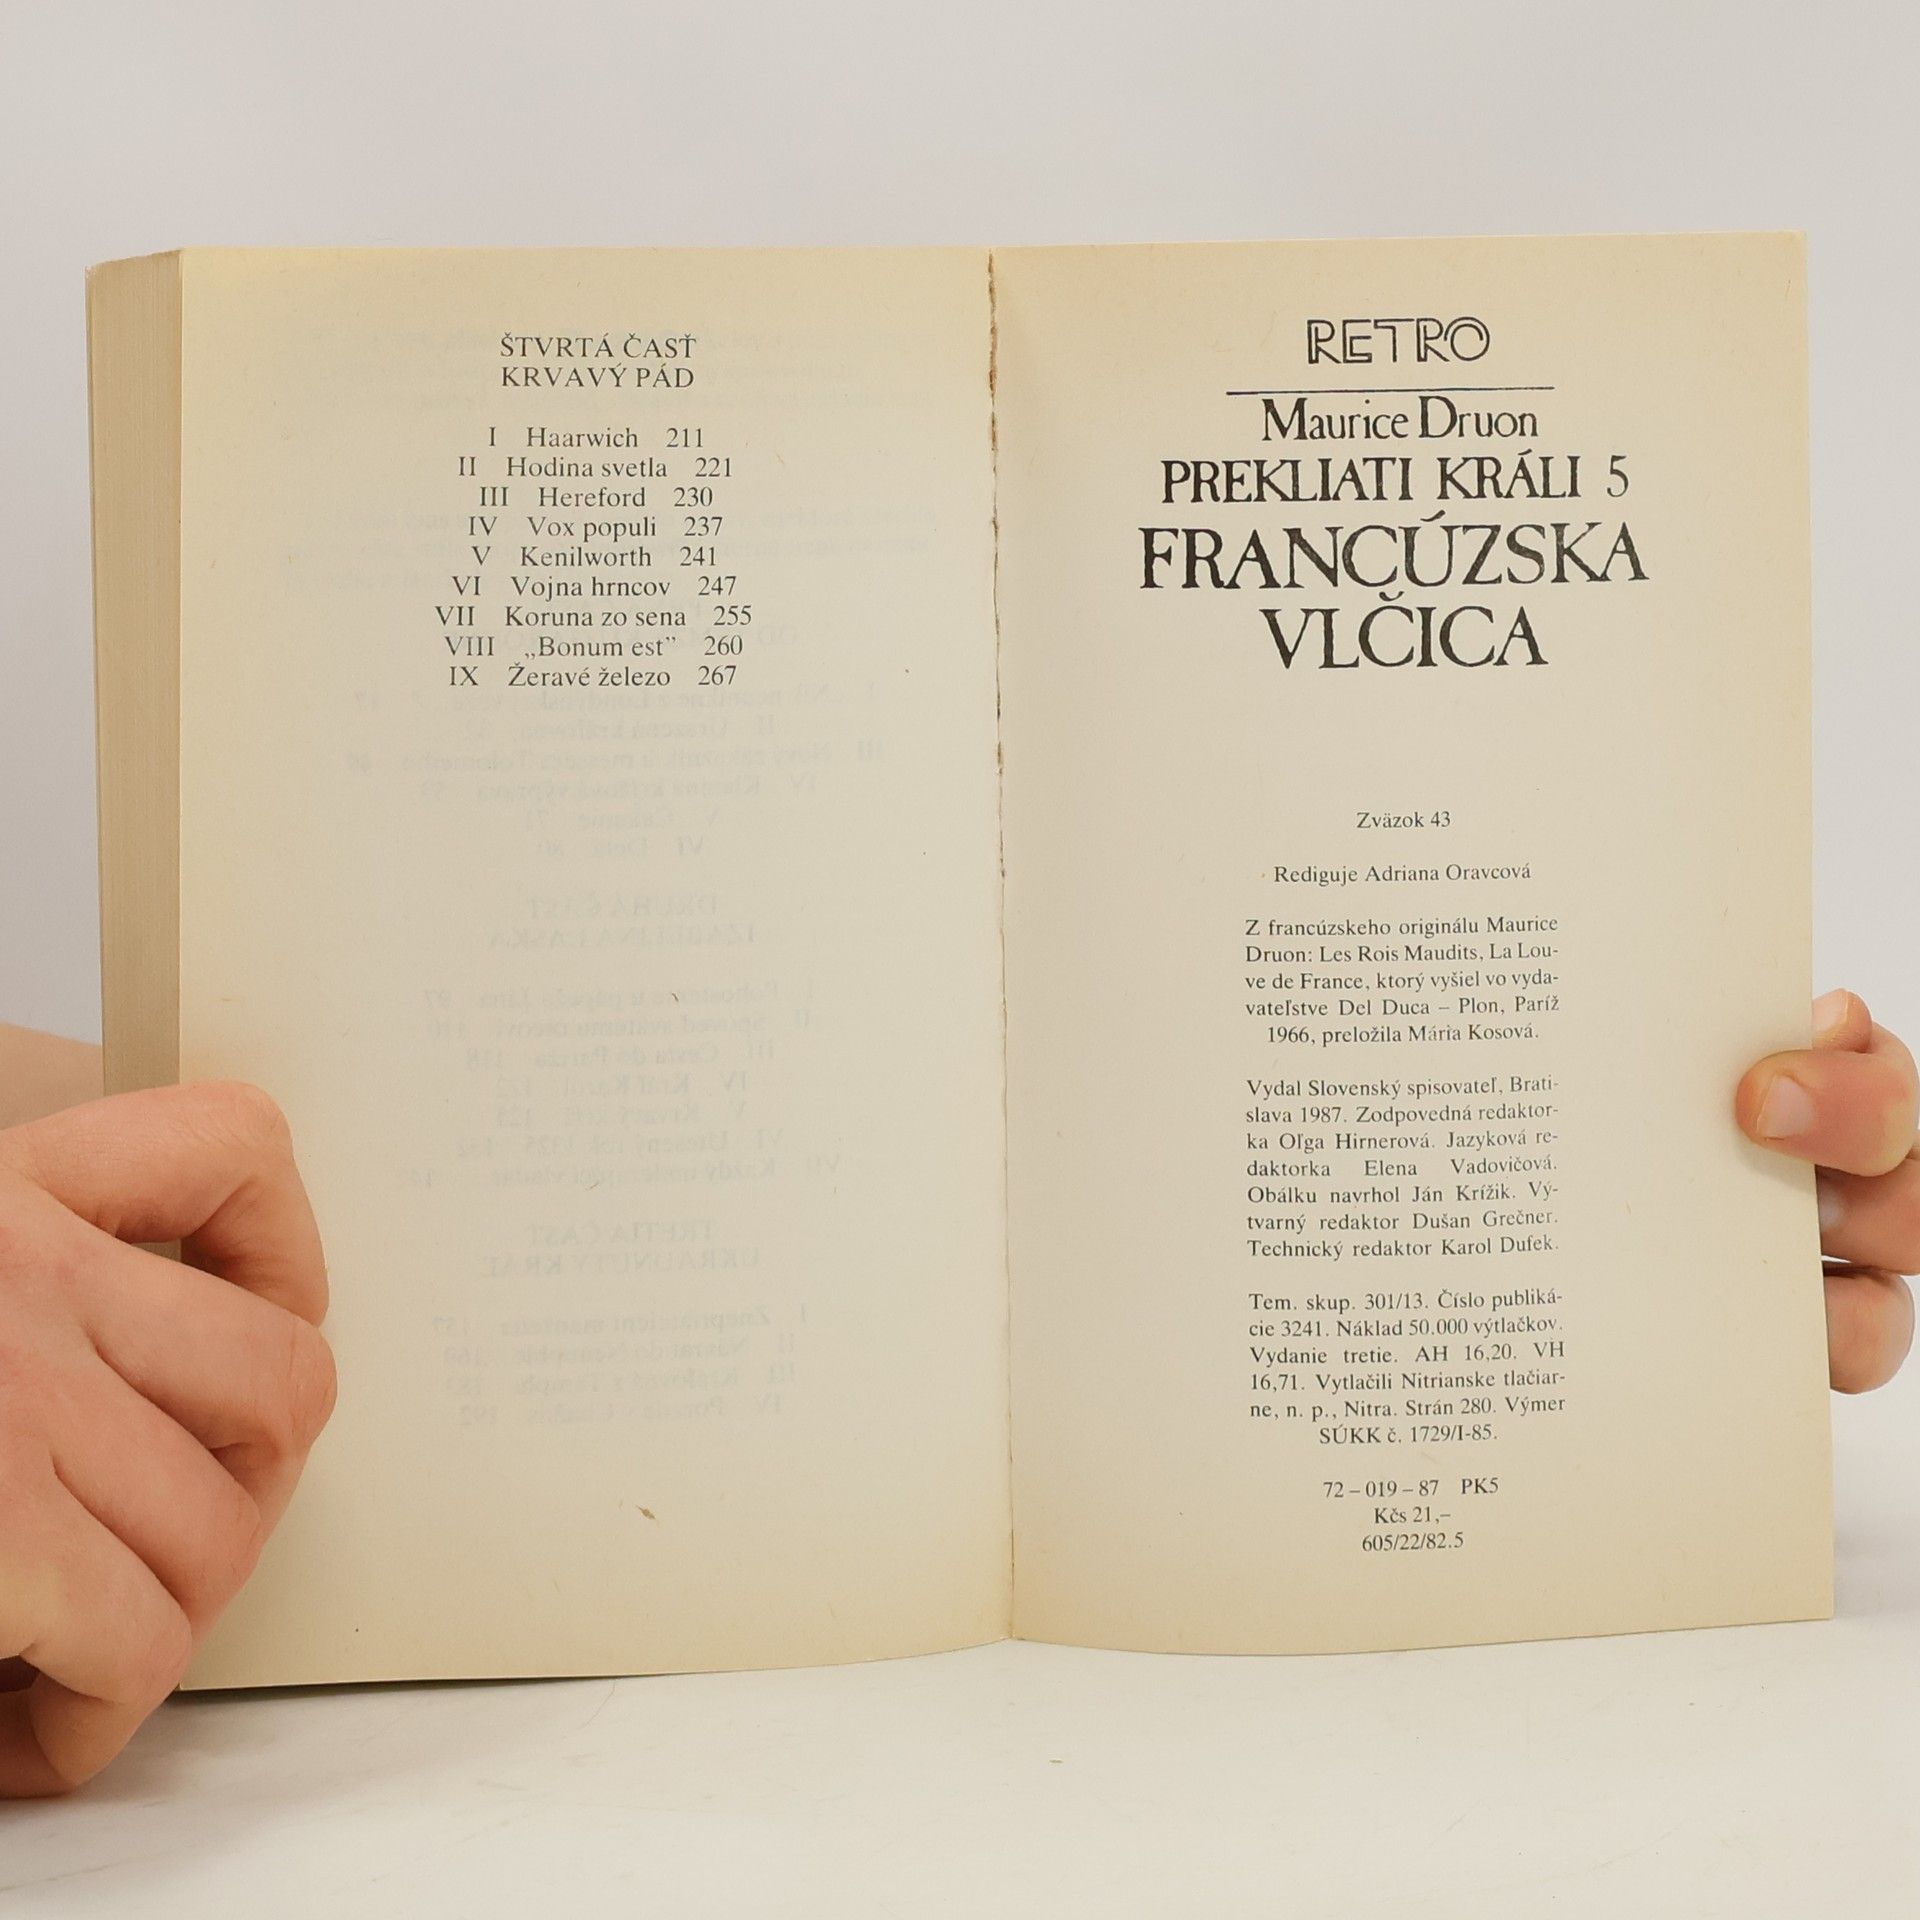 ŠTVRTÁ ČASŤ
KRVAVÝ PÁD
I Haarwich 211
II Hodina svetla 221
III Hereford 230
IV Vox populi 237
V Kenilworth 241
VI Vojna hrncov 247
VII Koruna zo sena 255
VIII „Bonum est” 260
IX Žeravé železo 267
RETRO
Maurice Druon
PREKLIATI KRÁLI 5
FRANCÚZSKA
VLČICA
Zväzok 43
Rediguje Adriana Oravcová
Z francúzskeho originálu Maurice
Druon: Les Rois Maudits, La Lou-
ve de France, ktorý vyšiel vo vyda-
vateľstve Del Duca – Plon, Paríž
1966, preložila Mária Kosová.
Vydal Slovenský spisovateľ, Brati-
slava 1987. Zodpovedná redaktor-
ka Oľga Hirnerová. Jazyková re-
daktorka Elena Vadovičová.
Obálku navrhol Ján Krížik. Vý-
tvarný redaktor Dušan Grečner.
Technický redaktor Karol Dufek.
Tem. skup. 301/13. Číslo publiká-
cie 3241. Náklad 50.000 výtlačkov.
Vydanie tretie. AH 16,20. VH
16,71. Vytlačili Nitrianske tlačiar-
ne, n. p., Nitra. Strán 280. Výmer
SÚKK č. 1729/I-85.
72 – 019 – 87 PK5
Kčs 21,–
605/22/82.5